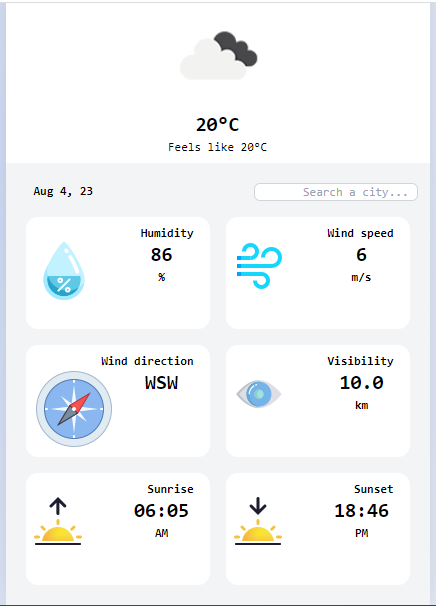 20°C
Feels like 20°C
Aug 4, 23
Search a city...
Humidity
86
%
Wind speed
6
m/s
Wind direction
WSW
Visibility
10.0
km
Sunrise
06:05
AM
Sunset
18:46
PM